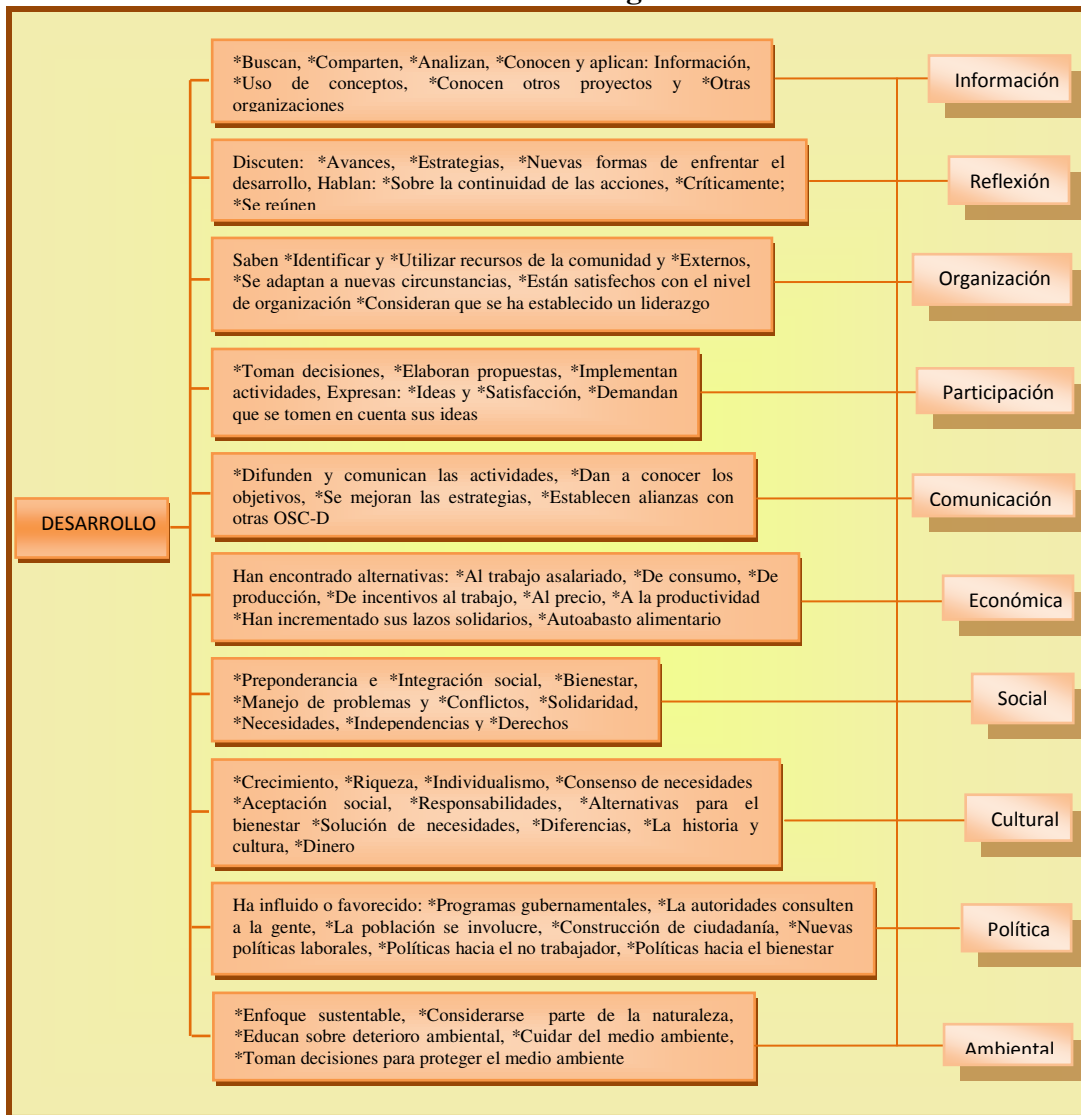 *Buscan, *Comparten, *Analizan, *Conocen y aplican: Información,
*Uso de conceptos, *Conocen otros proyectos y *Otras
organizaciones
Información
Discuten: *Avances, *Estrategias, *Nuevas formas de enfrentar el
desarrollo, Hablan: *Sobre la continuidad de las acciones, *Críticamente;
*Se reúnen
Reflexión
Saben *Identificar y *Utilizar recursos de la comunidad y *Externos,
*Se adaptan a nuevas circunstancias, *Están satisfechos con el nivel
de organización *Consideran que se ha establecido un liderazgo
Organización
*Toman decisiones, *Elaboran propuestas, *Implementan
actividades, Expresan: *Ideas y *Satisfacción, *Demandan
que se tomen en cuenta sus ideas
Participación
*Difunden y comunican las actividades, *Dan a conocer los
objetivos, *Se mejoran las estrategias, *Establecen alianzas con
otras OSC-D
Comunicación
DESARROLLO
Han encontrado alternativas: *Al trabajo asalariado, *De consumo, *De
producción, *De incentivos al trabajo, *Al precio, *A la productividad
*Han incrementado sus lazos solidarios, *Autoabasto alimentario
Económica
*Preponderancia e *Integración social, *Bienestar,
*Manejo de problemas y *Conflictos, *Solidaridad,
*Necesidades, *Independencias y *Derechos
Social
*Crecimiento, *Riqueza, *Individualismo, *Consenso de necesidades
*Aceptación social, *Responsabilidades, *Alternativas para el
bienestar *Solución de necesidades, *Diferencias, *La historia y
cultura, *Dinero
Cultural
Ha influido o favorecido: *Programas gubernamentales, *La autoridades consulten
a la gente, *La población se involucre, *Construcción de ciudadanía, *Nuevas
políticas laborales, *Políticas hacia el no trabajador, *Políticas hacia el bienestar
Política
*Enfoque sustentable, *Considerarse parte de la naturaleza,
*Educan sobre deterioro ambiental, *Cuidar del medio ambiente,
*Toman decisiones para proteger el medio ambiente
Ambiental